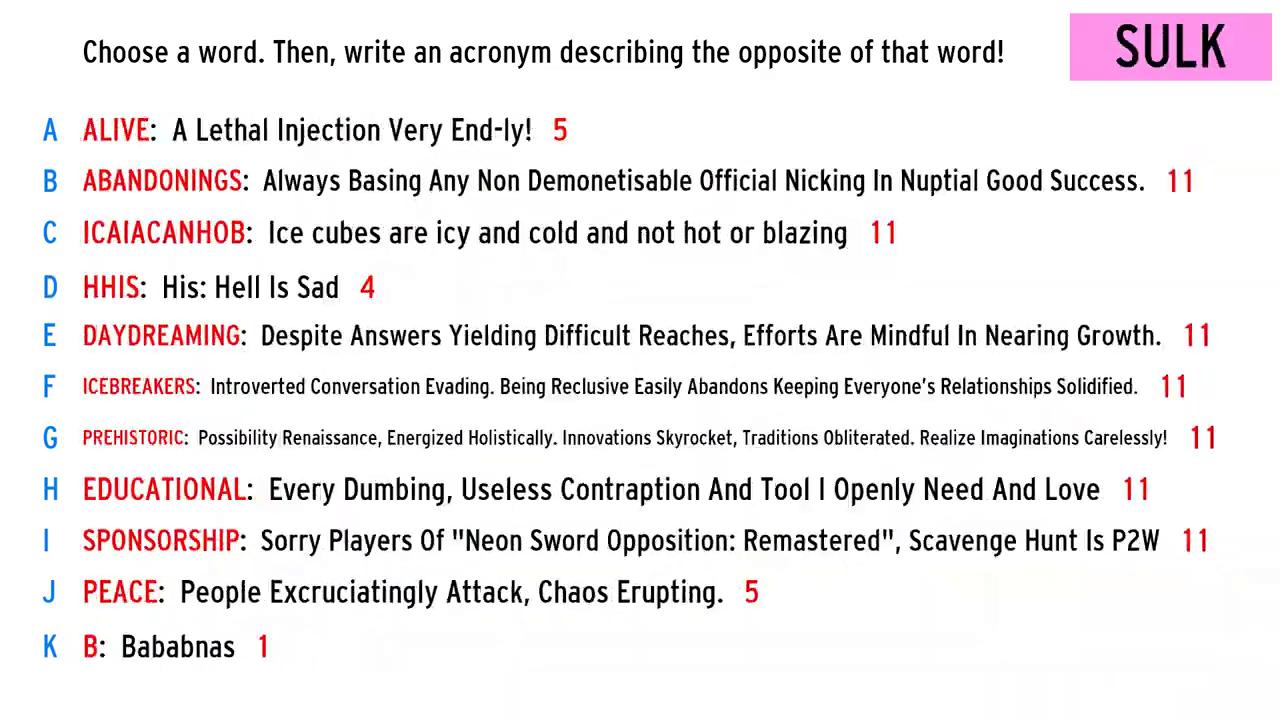 Choose a word. Then, write an acronym describing the opposite of that word!
SULK
A ALIVE: A Lethal Injection Very End-ly! 5
B ABANDONINGS: Always Basing Any Non Demonetisable Official Nicking In Nuptial Good Success. 11
C ICAIACANHOB: Ice cubes are icy and cold and not hot or blazing 11
D HHIS: His: Hell Is Sad 4
E DAYDREAMING: Despite Answers Yielding Difficult Reaches, Efforts Are Mindful In Nearing Growth. 11
F ICEBREAKERS: Introverted Conversation Evading. Being Reclusive Easily Abandons Keeping Everyone's Relationships Solidified. 11
G PREHISTORIC: Possibility Renaissance, Energized Holistically. Innovations Skyrocket, Traditions Obliterated. Realize Imaginations Carelessly! 11
H EDUCATIONAL: Every Dumbing, Useless Contraption And Tool I Openly Need And Love 11
I SPONSORSHIP: Sorry Players Of "Neon Sword Opposition: Remastered", Scavenge Hunt Is P2W 11
J PEACE: People Excruciatingly Attack, Chaos Erupting. 5
K B: Bababnas 1